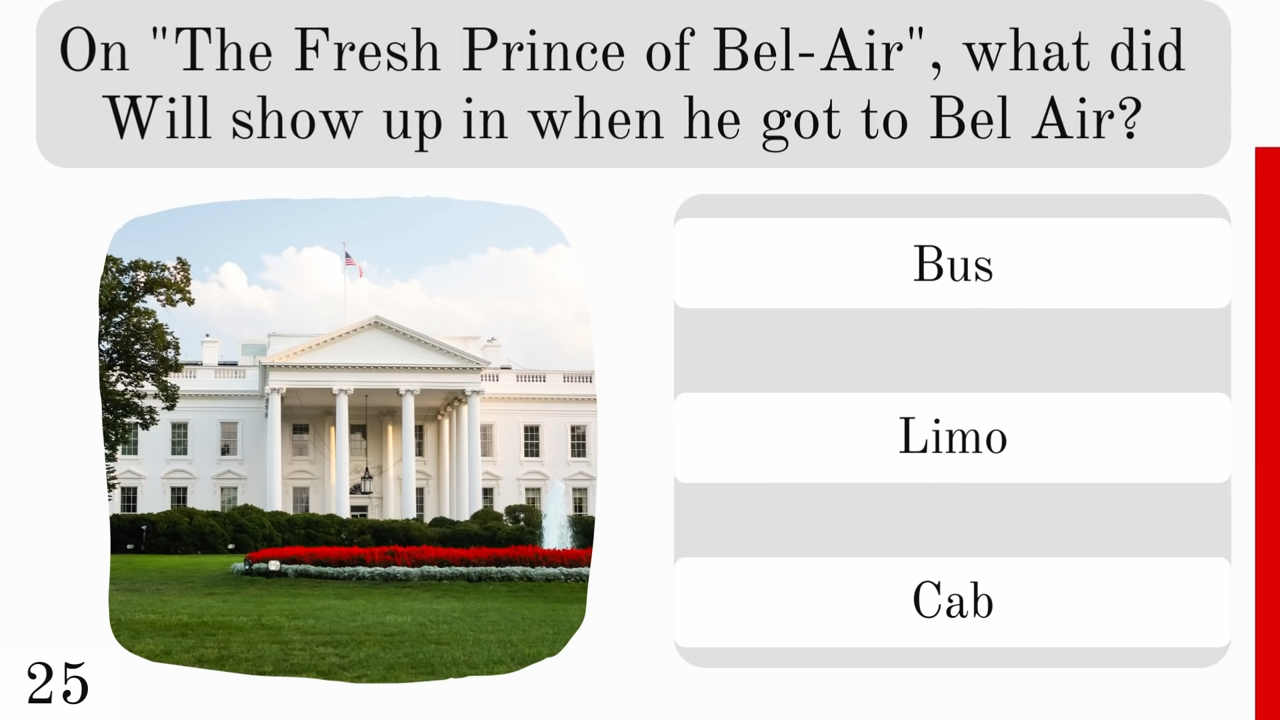 On "The Fresh Prince of Bel-Air", what did
Will show up in when he got to Bel Air?
Bus
Limo
Cab
25